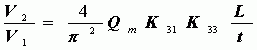 V₂/V₁ = 4/π² Qₘ K₃₁ K₃₃ L/t